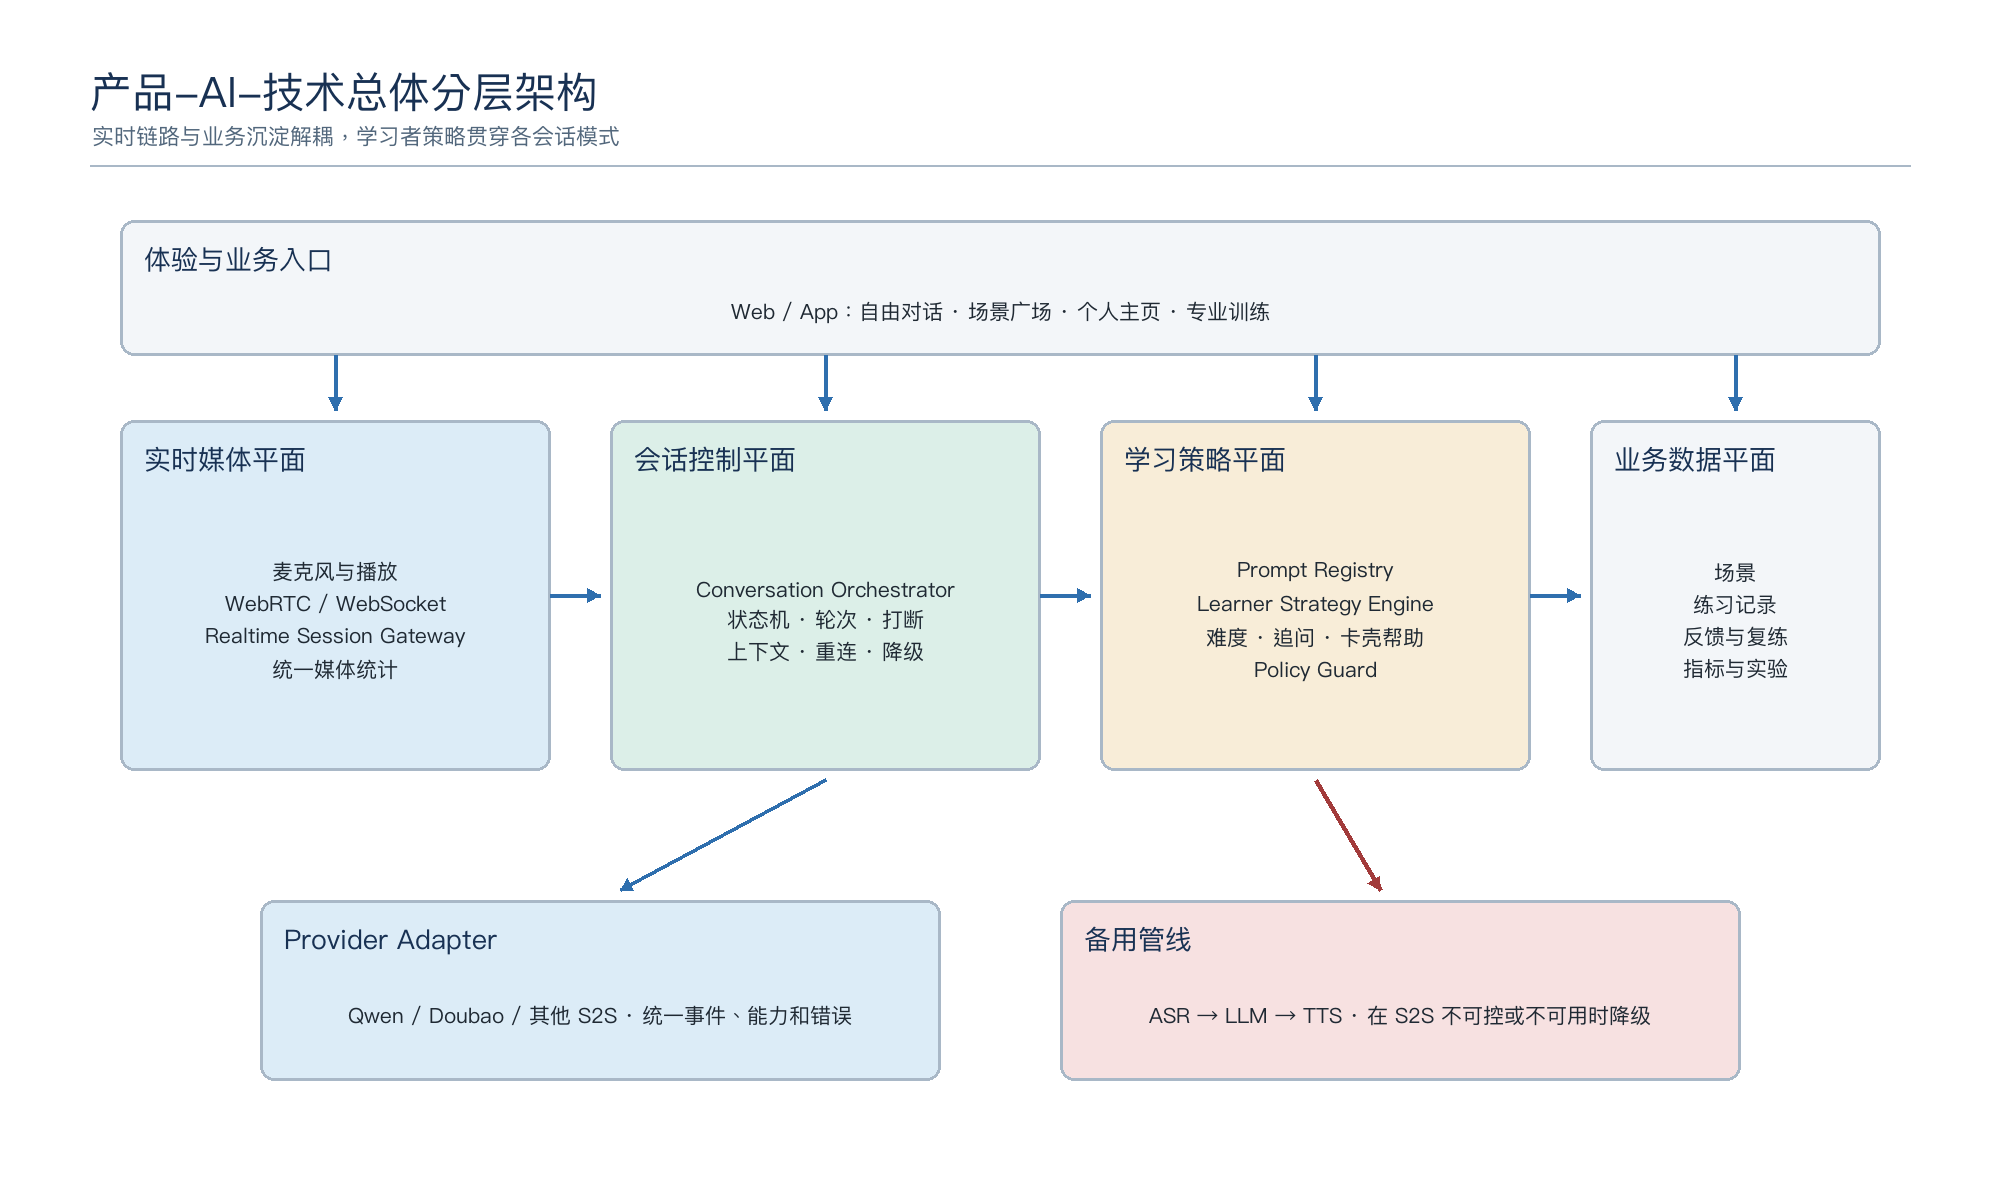 产品–AI–技术总体分层架构
实时链路与业务沉淀解耦，学习者策略贯穿各会话模式
体验与业务入口
Web / App：自由对话 · 场景广场 · 个人主页 · 专业训练
实时媒体平面
麦克风与播放
WebRTC / WebSocket
Realtime Session Gateway
统一媒体统计
会话控制平面
Conversation Orchestrator
状态机 · 轮次 · 打断
上下文 · 重连 · 降级
学习策略平面
Prompt Registry
Learner Strategy Engine
难度 · 追问 · 卡壳帮助
Policy Guard
业务数据平面
场景
练习记录
反馈与复练
指标与实验
Provider Adapter
Qwen / Doubao / 其他 S2S · 统一事件、能力和错误
备用管线
ASR → LLM → TTS · 在 S2S 不可控或不可用时降级